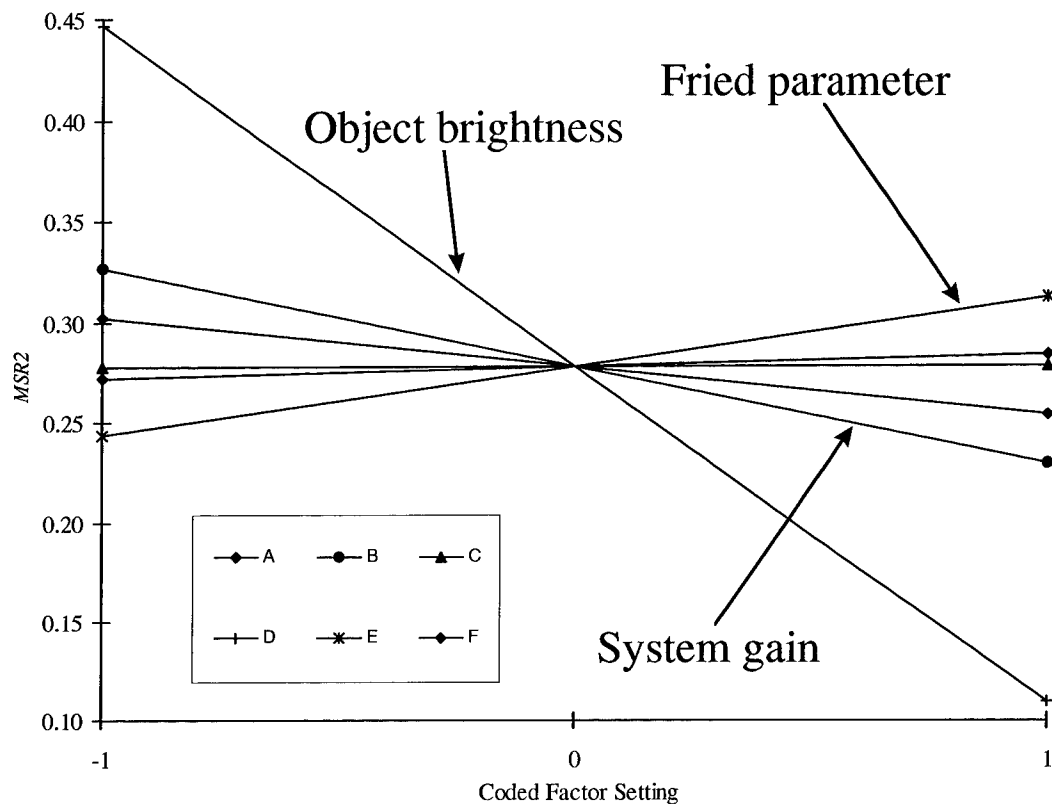 0.45
0.40
0.35
0.30
0.25
0.20
0.15
0.10
MSR2
Object brightness
Fried parameter
System gain
A B C
D E F
-1 0 1
Coded Factor Setting